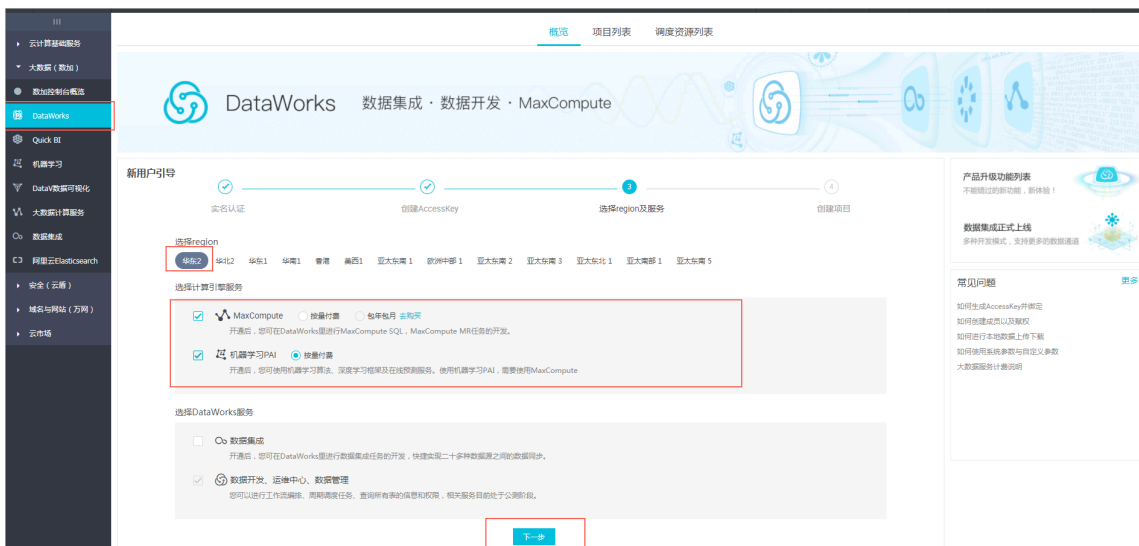 云计算基础服务
大数据（数加）
数加控制台概览
DataWorks
Quick BI
机器学习
DataV数据可视化
大数据计算服务
数据集成
阿里云Elasticsearch
安全（云盾）
域名与网站（万网）
云市场
概览 项目列表 调度资源列表
DataWorks 数据集成·数据开发·MaxCompute
新用户引导
3 4
实名认证 创建AccessKey 选择region及服务 创建项目
选择region
华东2 华北2 华东1 华南1 香港 美西1 亚太东南 1 欧洲中部 1 亚太东南 2 亚太东南 3 亚太东北 1 亚太南部 1 亚太东南 5
选择计算引擎服务
MaxCompute 按量付费 包年包月 去购买
开通后，您可在DataWorks里进行MaxCompute SQL，MaxCompute MR任务的开发。
机器学习PAI 按量付费
开通后，您可使用机器学习算法、深度学习框架及在线预测服务。使用机器学习PAI，需要使用MaxCompute
选择DataWorks服务
数据集成
开通后，您可在DataWorks里进行数据集成任务的开发，快捷实现二十多种数据源之间的数据同步。
数据开发、运维中心、数据管理
您可以进行工作流编排、周期调度任务、查询所有表的信息和权限，相关服务目前处于公测阶段。
下一步
产品升级功能列表
不能错过的新功能，新体验！
数据集成正式上线
多种开发模式，支持更多的数据通道
常见问题 更多
如何生成AccessKey并绑定
如何创建成员以及赋权
如何进行本地数据上传下载
如何使用系统参数与自定义参数
大数据服务计费说明